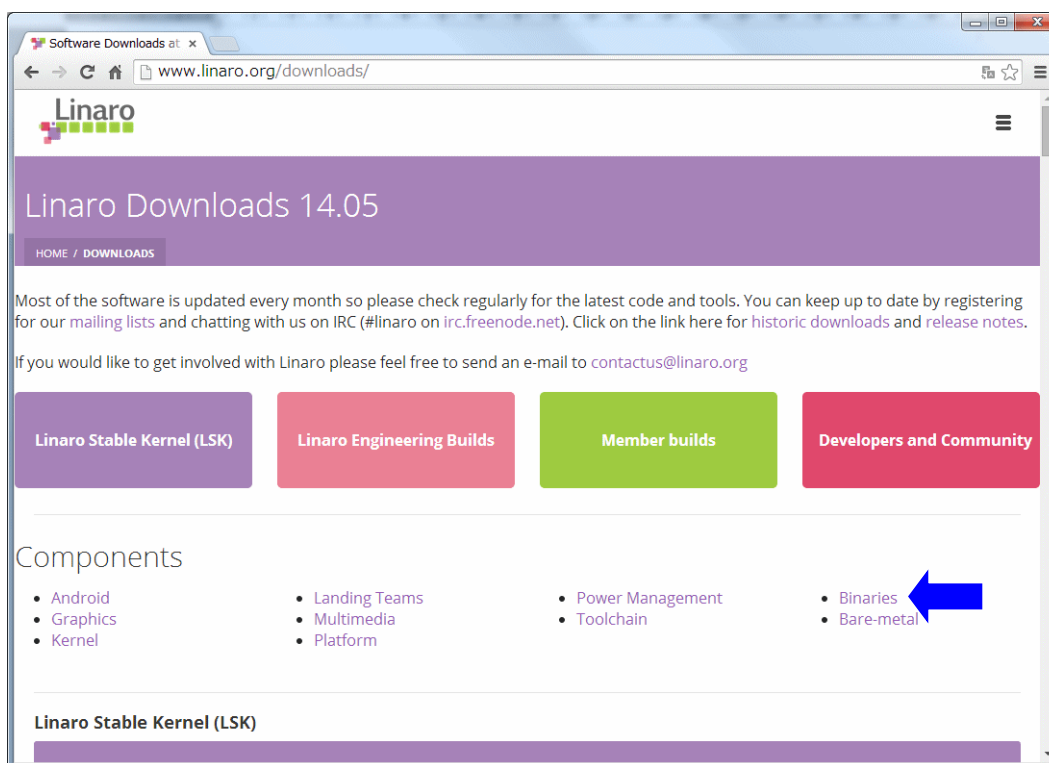 Software Downloads at
www.linaro.org/downloads/
Linaro
Linaro Downloads 14.05
HOME / DOWNLOADS
Most of the software is updated every month so please check regularly for the latest code and tools. You can keep up to date by registering
for our mailing lists and chatting with us on IRC (#linaro on irc.freenode.net). Click on the link here for historic downloads and release notes.
If you would like to get involved with Linaro please feel free to send an e-mail to contactus@linaro.org
Linaro Stable Kernel (LSK)
Linaro Engineering Builds
Member builds
Developers and Community
Components
• Android
• Graphics
• Kernel
• Landing Teams
• Multimedia
• Platform
• Power Management
• Toolchain
• Binaries
• Bare-metal
Linaro Stable Kernel (LSK)